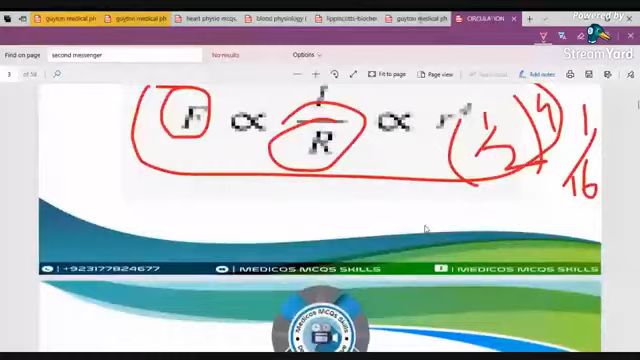 Powered by
StreamYard
guyton medical ph
guyton medical ph
heart physio mcqs.
blood physiology (
lippincotts-biocher
guyton medical ph
CIRCULATION
Find on page
second messenger
No results
Options
3 of 56
Fit to page
Page view
Add notes
F ∝ 1/R ∝ r⁴ (1/2)4 1/16
+923177824677
MEDICOS MCQS SKILLS
MEDICOS MCQS SKILLS
Medicos MCQs Skills